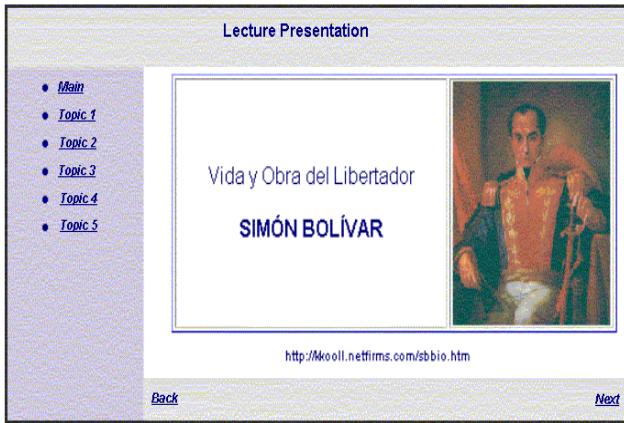 Lecture Presentation
Main
Topic 1
Topic 2
Topic 3
Topic 4
Topic 5
Vida y Obra del Libertador
SIMÓN BOLÍVAR
http://kkooll.netfirms.com/sbbio.htm
Back
Next